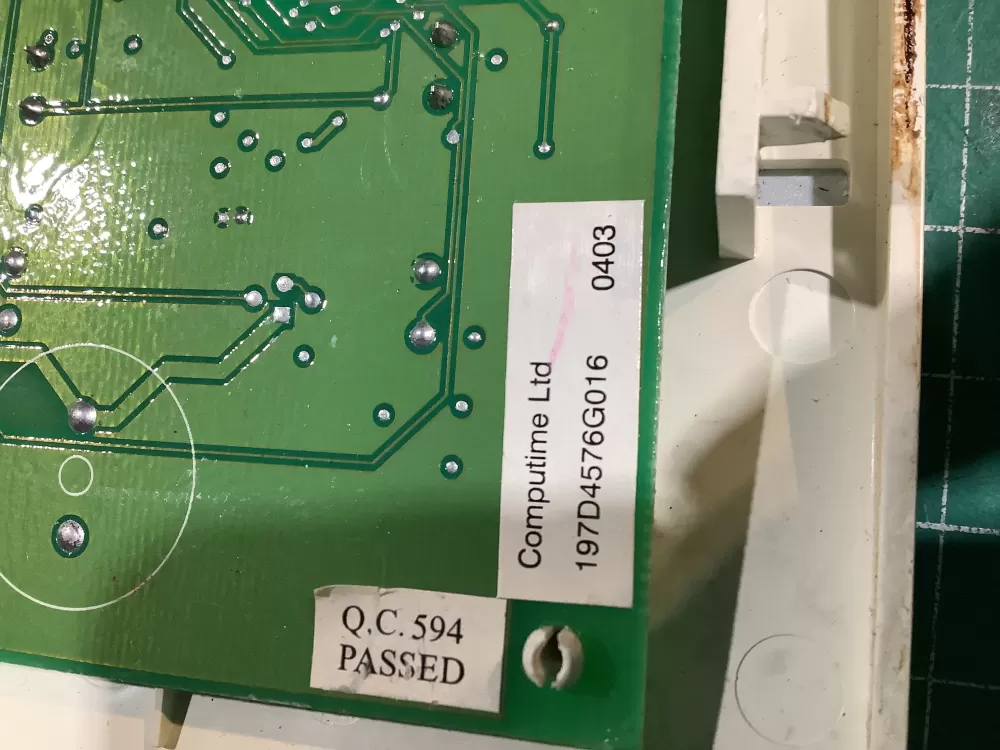 Computime Ltd
197D4576G016 0403
Q.C. 594
PASSED